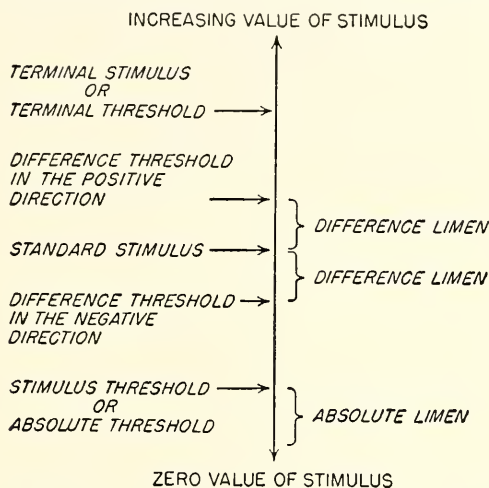 INCREASING VALUE OF STIMULUS
TERMINAL STIMULUS
OR
TERMINAL THRESHOLD
DIFFERENCE THRESHOLD
IN THE POSITIVE
DIRECTION
DIFFERENCE LIMEN
STANDARD STIMULUS
DIFFERENCE LIMEN
DIFFERENCE THRESHOLD
IN THE NEGATIVE
DIRECTION
STIMULUS THRESHOLD
OR
ABSOLUTE THRESHOLD
ABSOLUTE LIMEN
ZERO VALUE OF STIMULUS